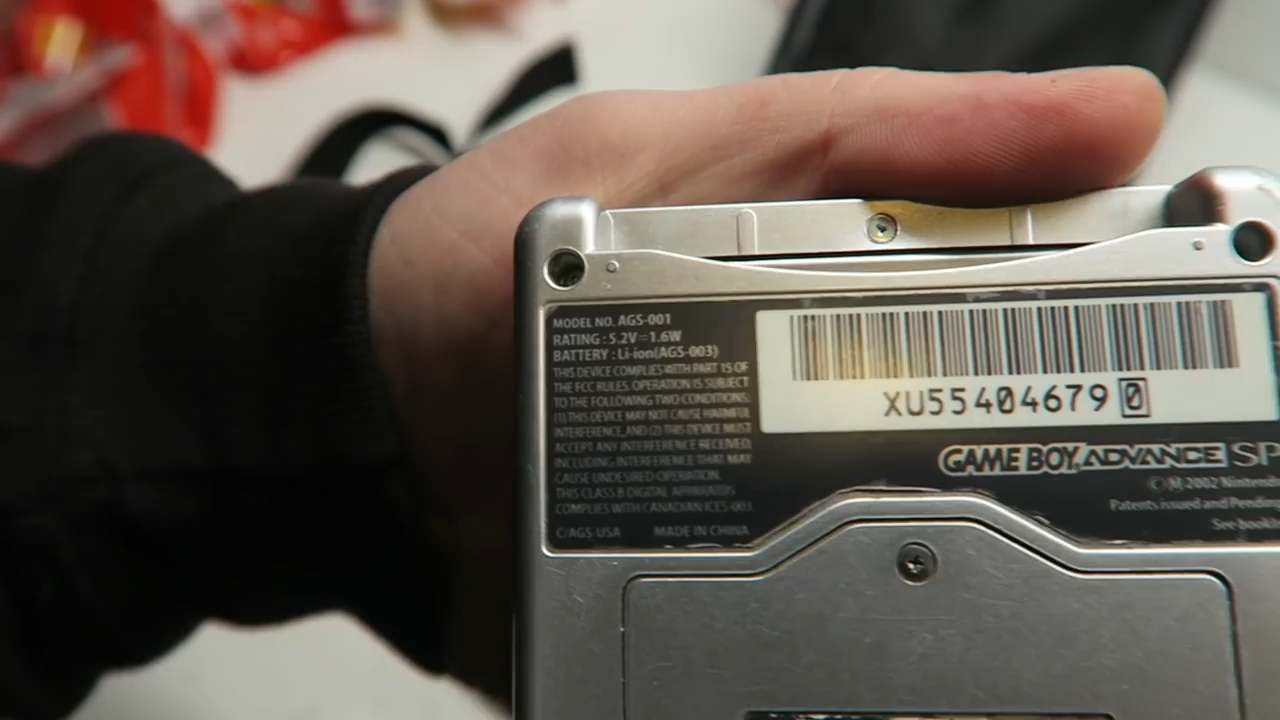 MODEL NO. AGS-001
RATING : 5.2V⎓1.6W
BATTERY : Li-ion(AGS-003)
THIS DEVICE COMPLIES WITH PART 15 OF
THE FCC RULES. OPERATION IS SUBJECT
TO THE FOLLOWING TWO CONDITIONS:
(1) THIS DEVICE MAY NOT CAUSE HARMFUL
INTERFERENCE, AND (2) THIS DEVICE MUST
ACCEPT ANY INTERFERENCE RECEIVED,
INCLUDING INTERFERENCE THAT MAY
CAUSE UNDESIRED OPERATION.
THIS CLASS B DIGITAL APPARATUS
COMPLIES WITH CANADIAN ICES-003.
C/AGS-USA MADE IN CHINA
XU55404679 0
GAME BOY ADVANCE SP
© M 2002 Nintend
Patents issued and Pendin
See book